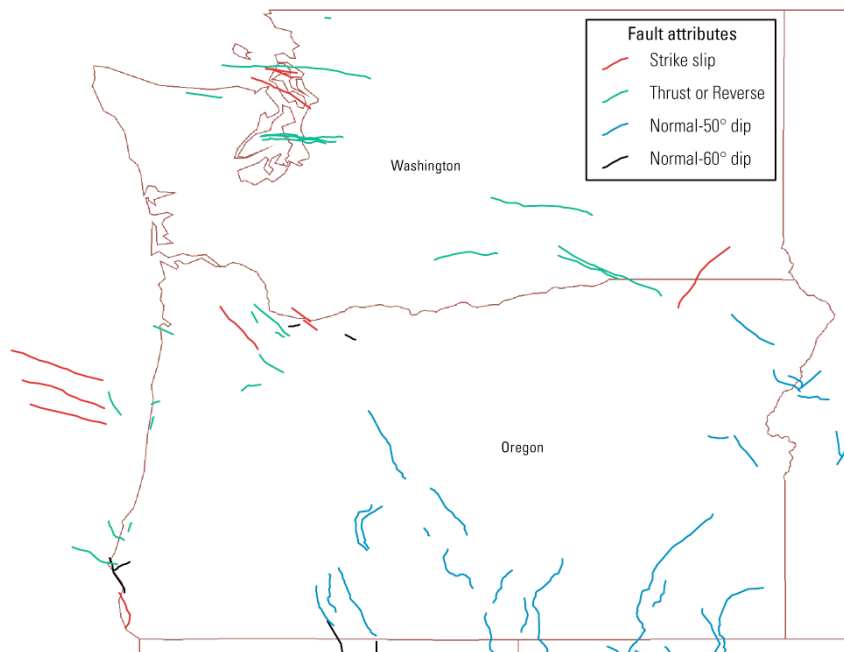 Fault attributes
Strike slip
Thrust or Reverse
Normal-50° dip
Normal-60° dip
Washington
Oregon